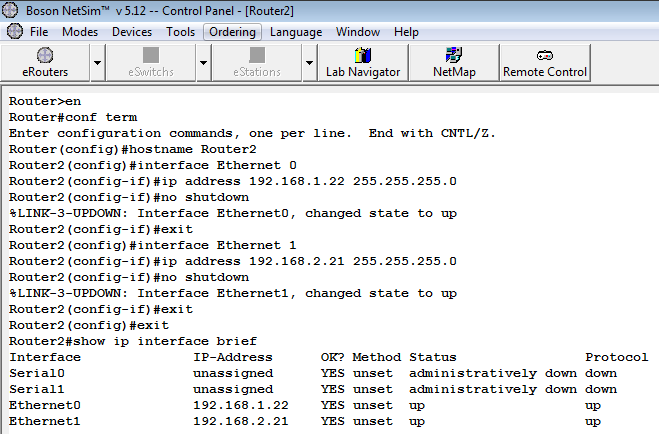 Boson NetSim™ v 5.12 -- Control Panel - [Router2]
File Modes Devices Tools Ordering Language Window Help
eRouters eSwitchs eStations Lab Navigator NetMap Remote Control
Router>en
Router#conf term
Enter configuration commands, one per line.  End with CNTL/Z.
Router(config)#hostname Router2
Router2(config)#interface Ethernet 0
Router2(config-if)#ip address 192.168.1.22 255.255.255.0
Router2(config-if)#no shutdown
%LINK-3-UPDOWN: Interface Ethernet0, changed state to up
Router2(config-if)#exit
Router2(config)#interface Ethernet 1
Router2(config-if)#ip address 192.168.2.21 255.255.255.0
Router2(config-if)#no shutdown
%LINK-3-UPDOWN: Interface Ethernet1, changed state to up
Router2(config-if)#exit
Router2(config)#exit
Router2#show ip interface brief
Interface IP-Address OK? Method Status Protocol
Serial0 unassigned YES unset administratively down down
Serial1 unassigned YES unset administratively down down
Ethernet0 192.168.1.22 YES unset up up
Ethernet1 192.168.2.21 YES unset up up